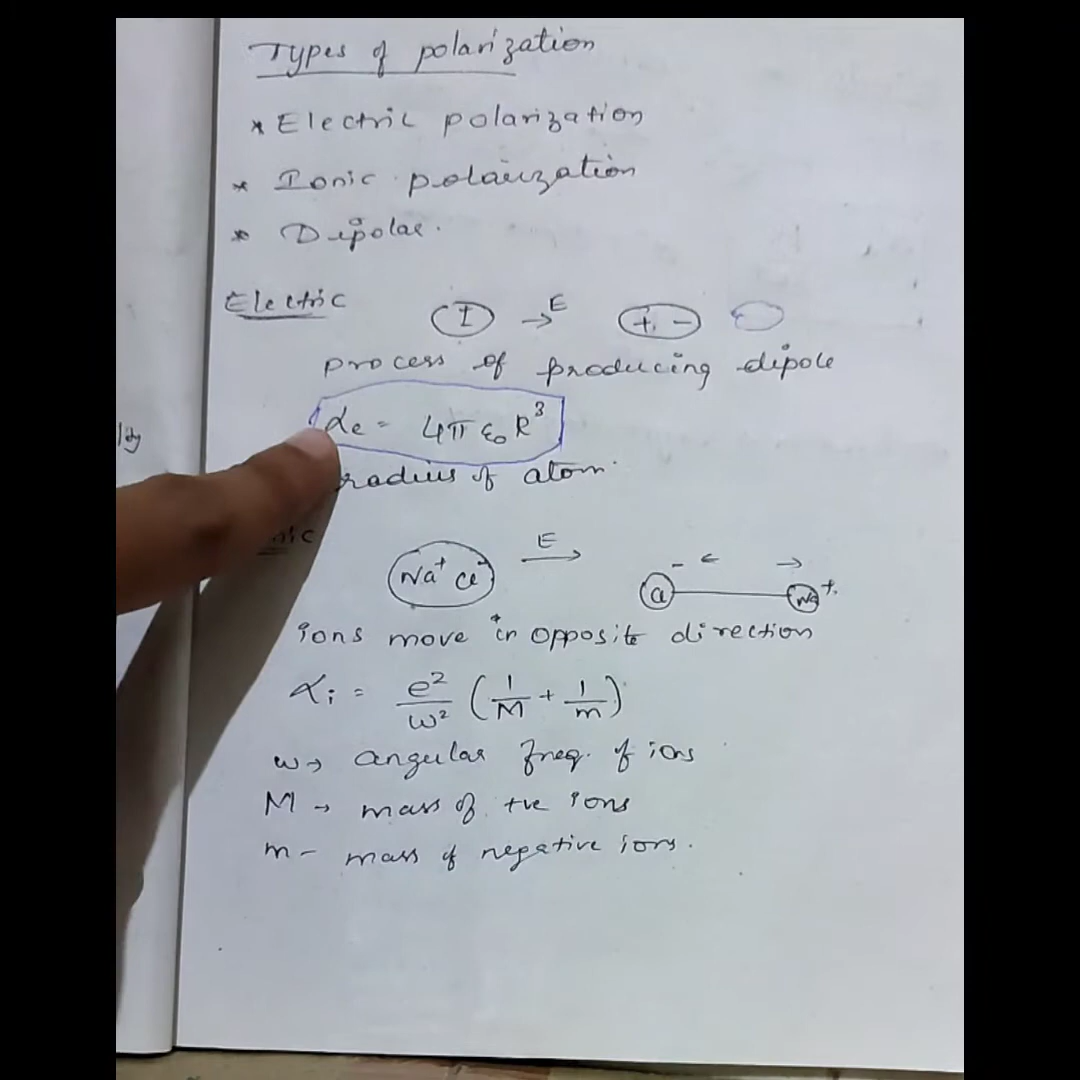 Types of polarization
* Electric polarization
* Ionic polarization
* Dipolar.
Electric I → E + -
process of producing dipole
αe = 4π ε0 R³
radius of atom
Na⁺ Cl⁻ E → Cl - ← → Na +
ions move in opposite direction
αi = e²/ω² (1/M + 1/m)
ω → angular freq. of ions
M → mass of +ve ions
m - mass of negative ions.